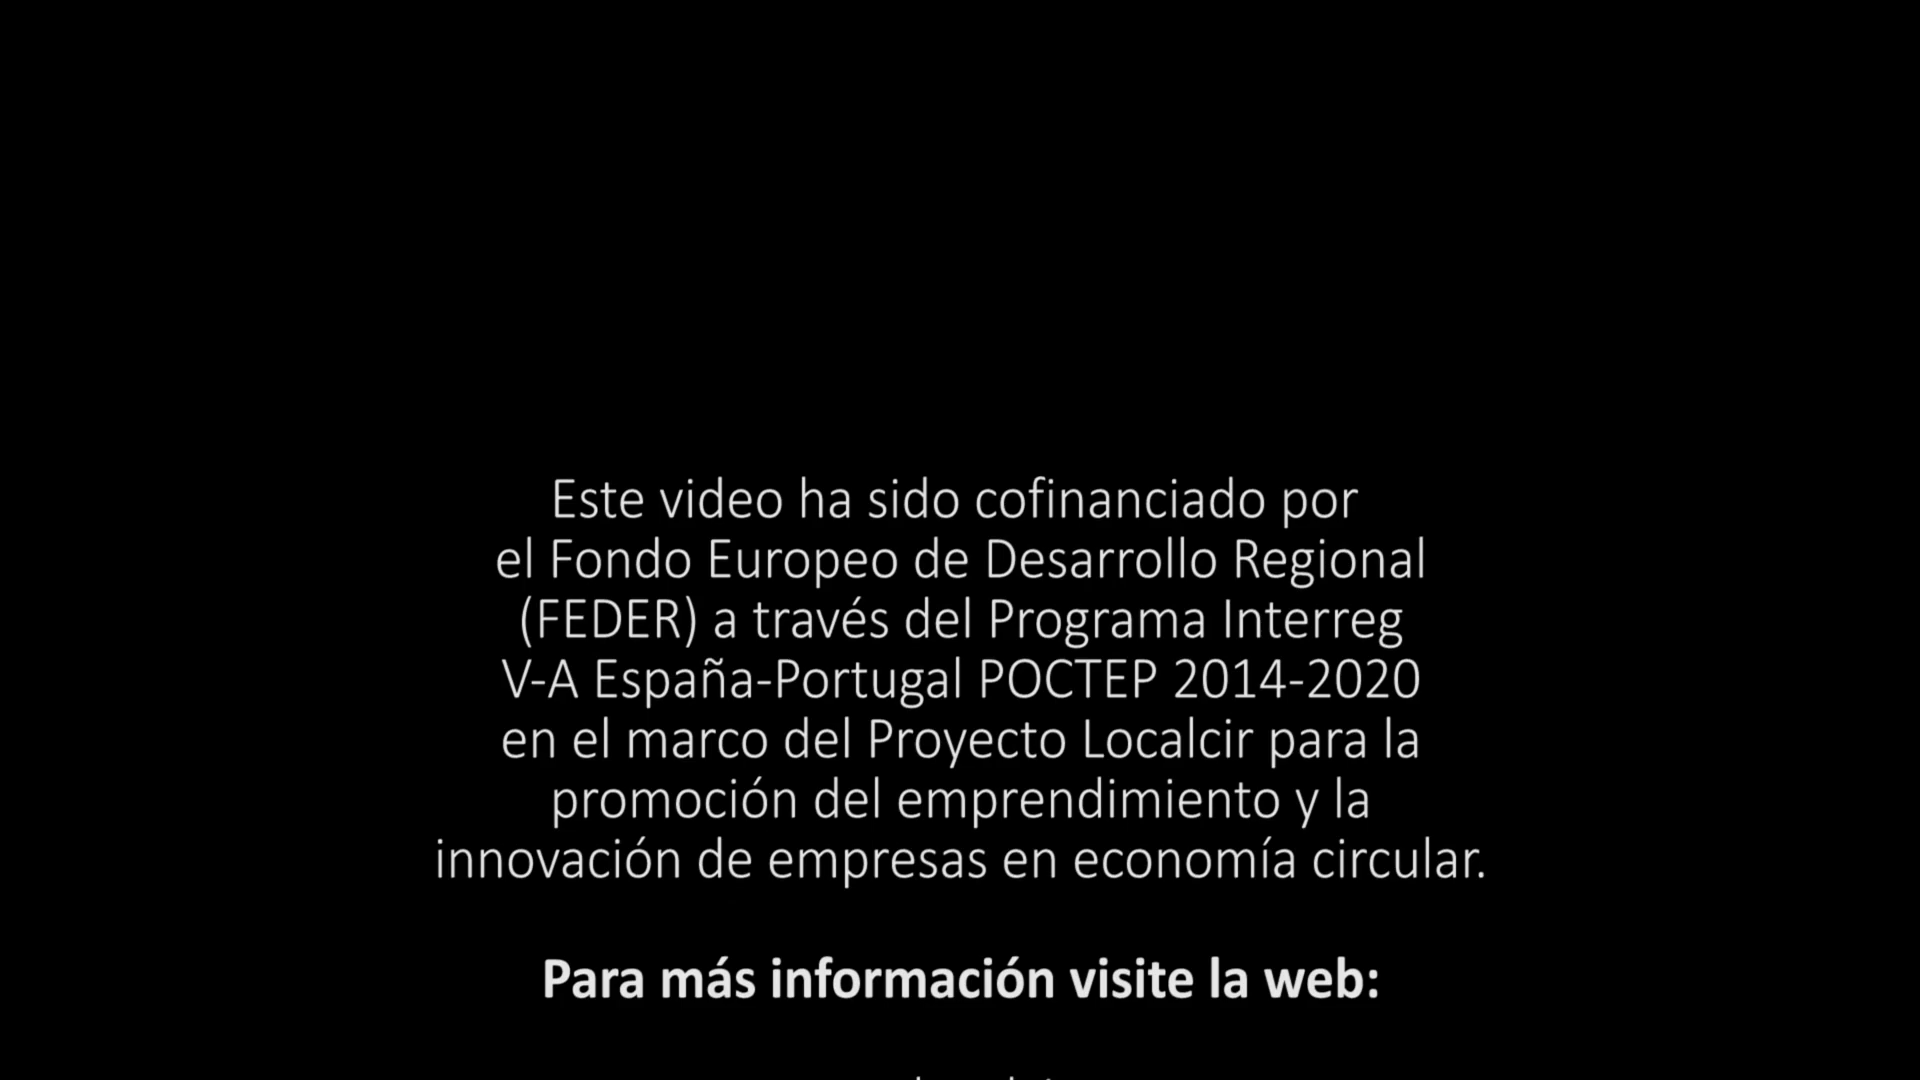 Este video ha sido cofinanciado por
el Fondo Europeo de Desarrollo Regional
(FEDER) a través del Programa Interreg
V-A España-Portugal POCTEP 2014-2020
en el marco del Proyecto Localcir para la
promoción del emprendimiento y la
innovación de empresas en economía circular.
Para más información visite la web: